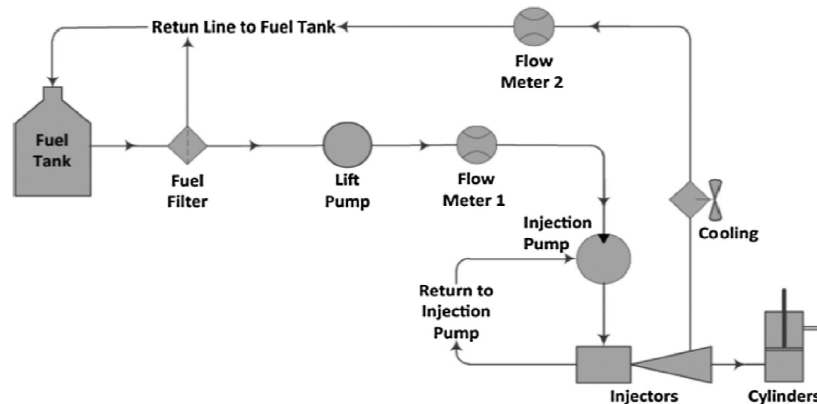 Retun Line to Fuel Tank
Flow
Meter 2
Fuel
Tank
Fuel
Filter
Lift
Pump
Flow
Meter 1
Injection
Pump
Cooling
Return to
Injection
Pump
Injectors
Cylinders